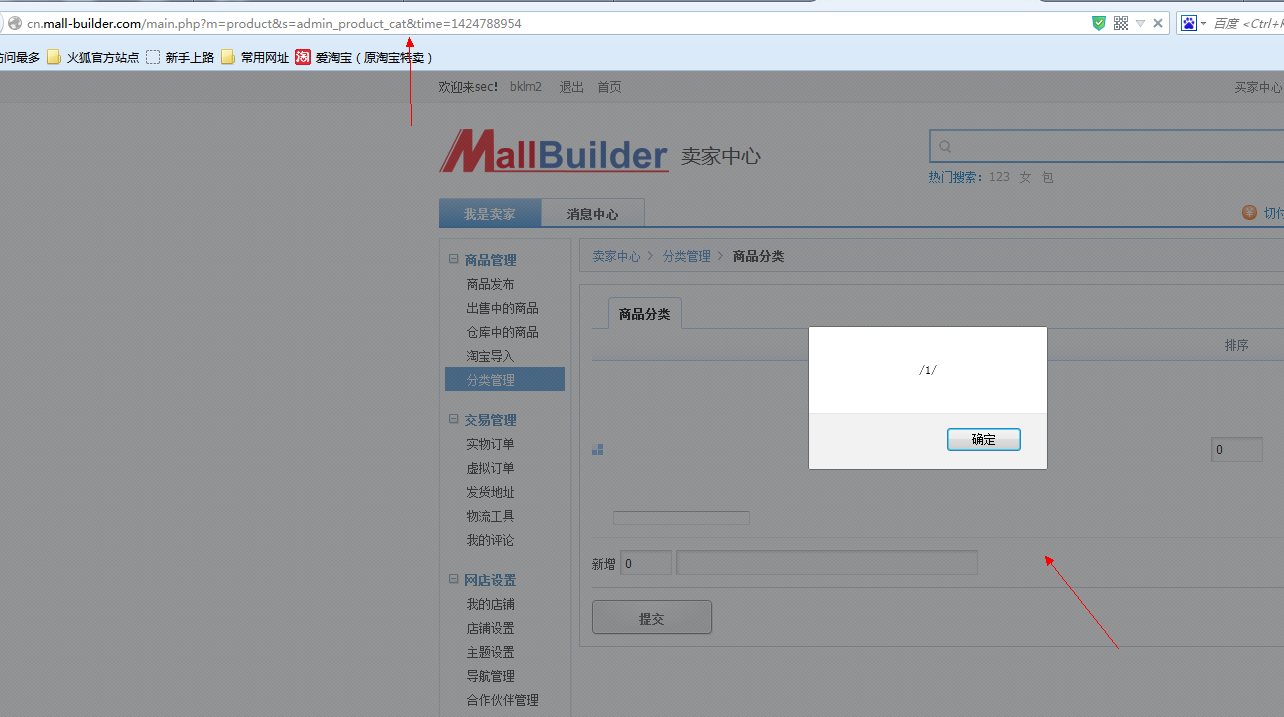 cn.mall-builder.com/main.php?m=product&s=admin_product_cat&time=1424788954
百度 <Ctrl+
问最多 火狐官方站点 新手上路 常用网址 淘 爱淘宝（原淘宝特卖）
欢迎来sec! bklm2 退出 首页 买家中心
MallBuilder 卖家中心
热门搜索: 123 女 包
我是卖家 消息中心 切付
商品管理
商品发布
出售中的商品
仓库中的商品
淘宝导入
分类管理
交易管理
实物订单
虚拟订单
发货地址
物流工具
我的评论
网店设置
我的店铺
店铺设置
主题设置
导航管理
合作伙伴管理
卖家中心 > 分类管理 > 商品分类
商品分类
排序
0
新增 0
提交
/1/
确定